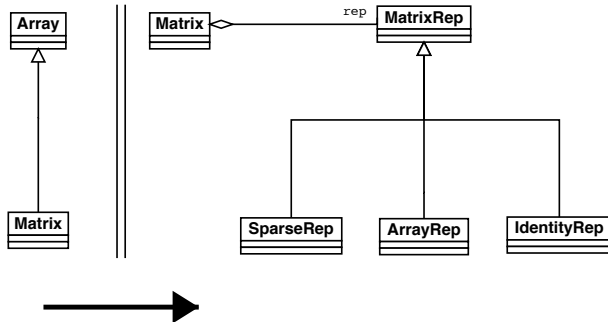 Array
Matrix
Matrix
rep
MatrixRep
SparseRep
ArrayRep
IdentityRep